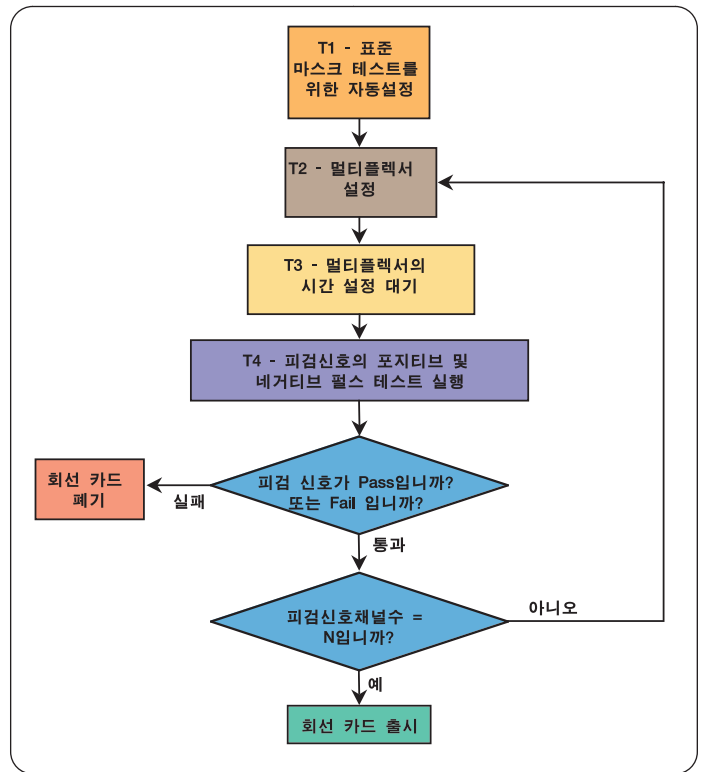 T1 - 표준
마스크 테스트를
위한 자동설정
T2 - 멀티플렉서
설정
T3 - 멀티플렉서의
시간 설정 대기
T4 - 피검신호의 포지티브 및
네거티브 펄스 테스트 실행
피검 신호가 Pass입니까?
또는 Fail 입니까?
회선 카드
폐기
실패
통과
피검신호채널수 =
N입니까?
아니오
예
회선 카드 출시